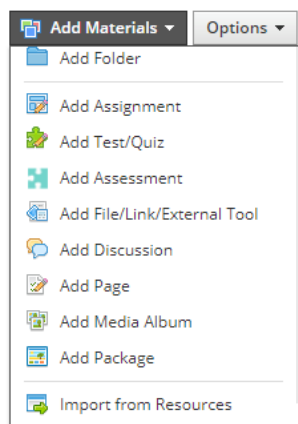 Add Materials Options
Add Folder
Add Assignment
Add Test/Quiz
Add Assessment
Add File/Link/External Tool
Add Discussion
Add Page
Add Media Album
Add Package
Import from Resources